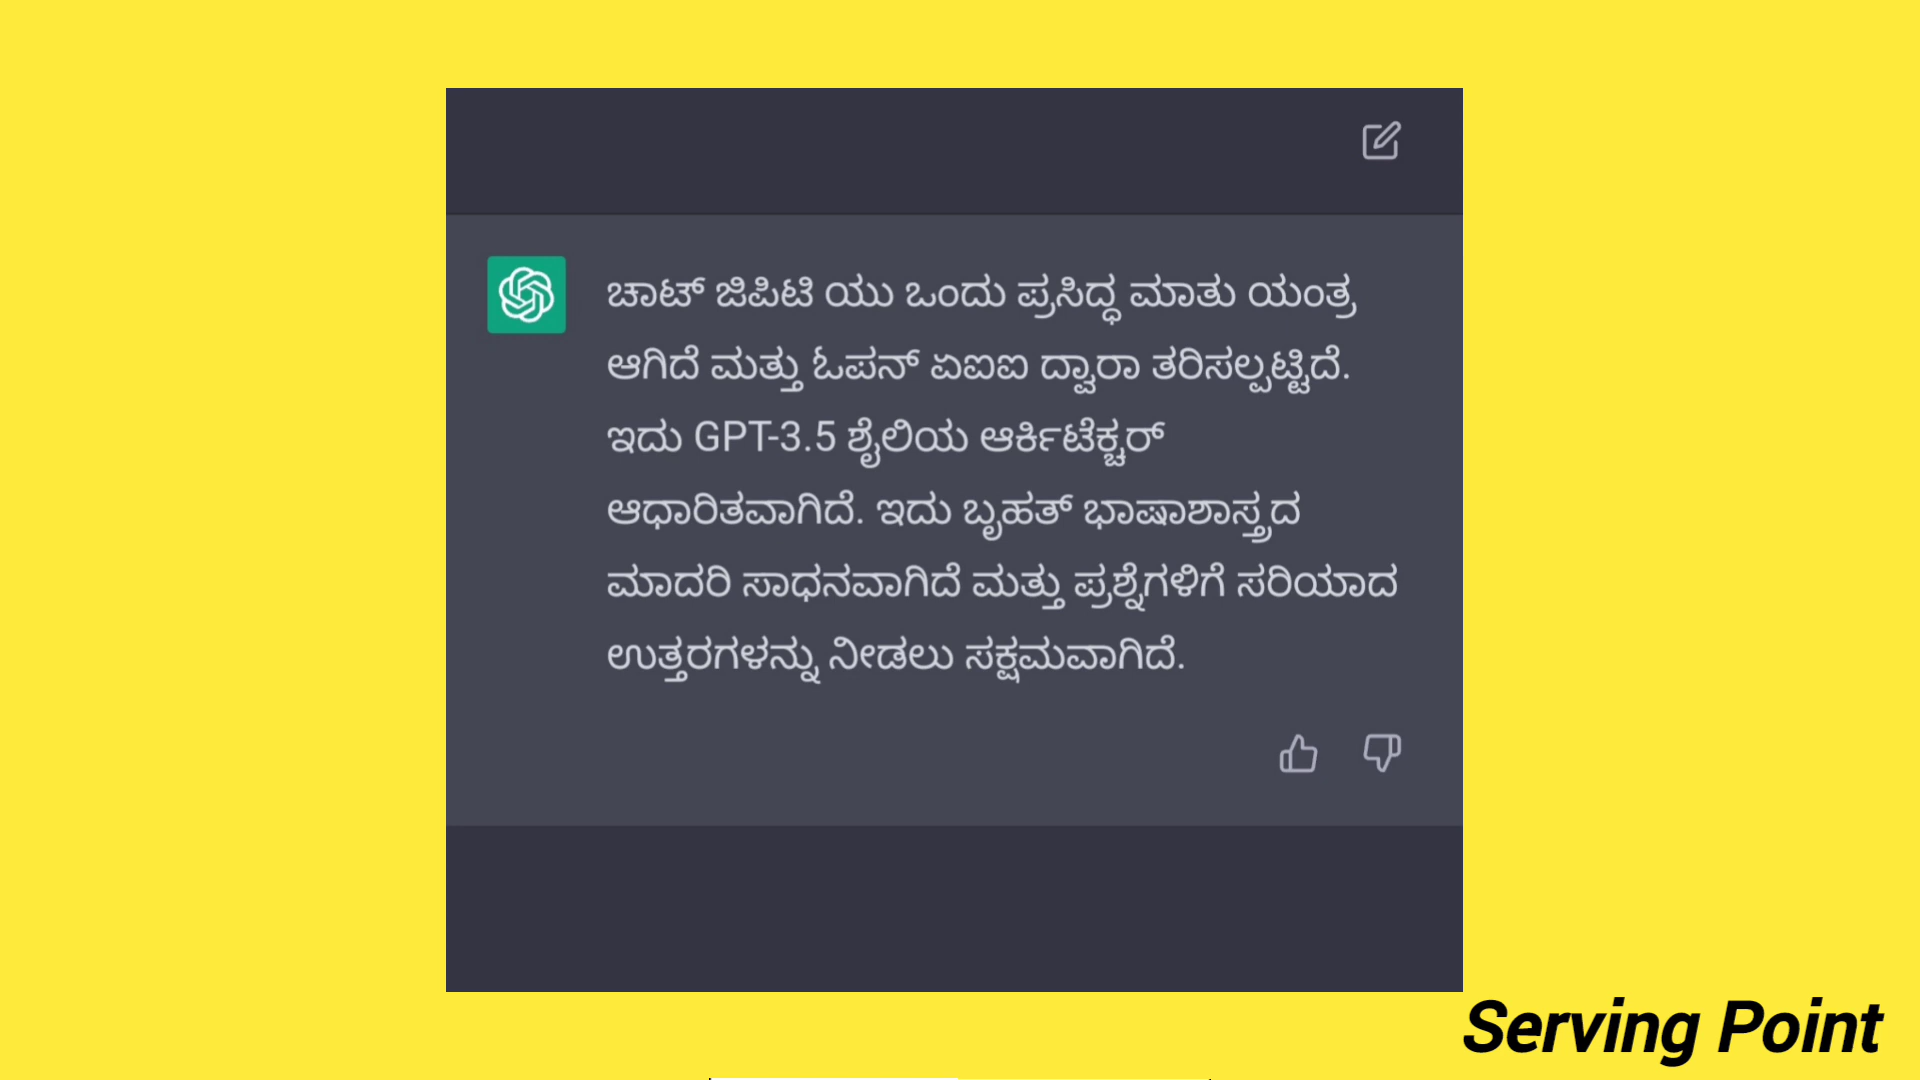 ಚಾಟ್ ಜಿಪಿಟಿ ಯು ಒಂದು ಪ್ರಸಿದ್ಧ ಮಾತು ಯಂತ್ರ
ಆಗಿದೆ ಮತ್ತು ಓಪನ್ ಏಐಐ ದ್ವಾರಾ ತರಿಸಲ್ಪಟ್ಟಿದೆ.
ಇದು GPT-3.5 ಶೈಲಿಯ ಆರ್ಕಿಟೆಕ್ಚರ್
ಆಧಾರಿತವಾಗಿದೆ. ಇದು ಬೃಹತ್ ಭಾಷಾಶಾಸ್ತ್ರದ
ಮಾದರಿ ಸಾಧನವಾಗಿದೆ ಮತ್ತು ಪ್ರಶ್ನೆಗಳಿಗೆ ಸರಿಯಾದ
ಉತ್ತರಗಳನ್ನು ನೀಡಲು ಸಕ್ಷಮವಾಗಿದೆ.
Serving Point